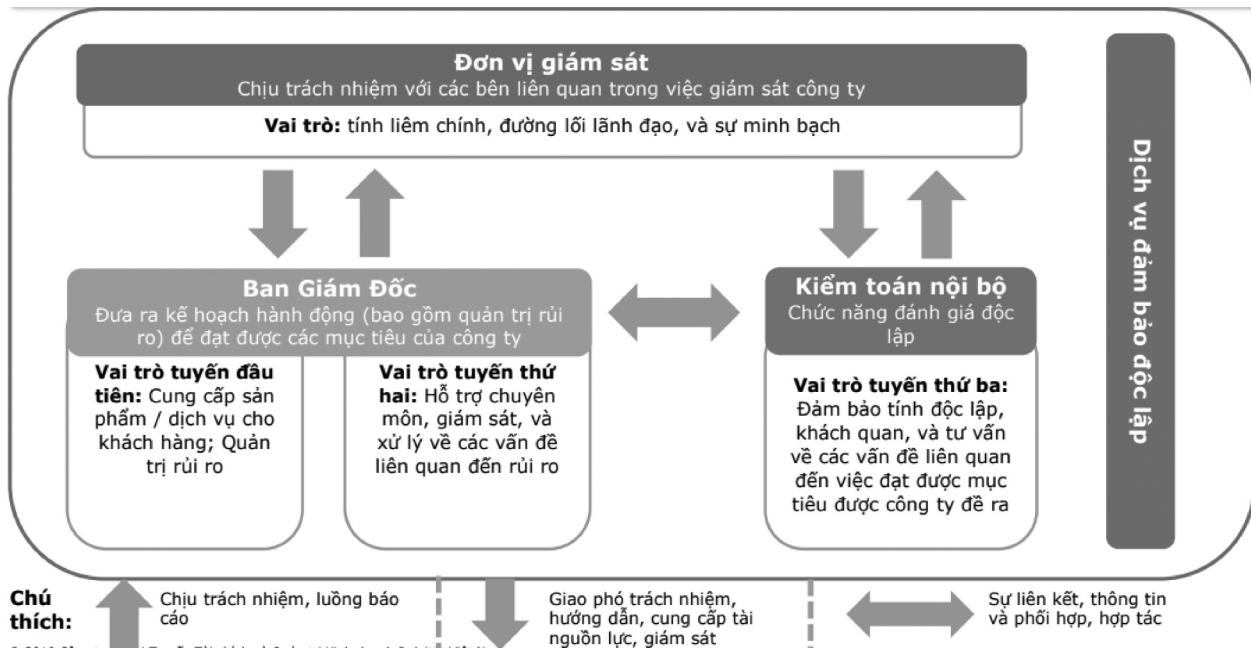 Đơn vị giám sát
Chịu trách nhiệm với các bên liên quan trong việc giám sát công ty
Vai trò: tính liêm chính, đường lối lãnh đạo, và sự minh bạch
Ban Giám Đốc
Đưa ra kế hoạch hành động (bao gồm quản trị rủi
ro) để đạt được các mục tiêu của công ty
Vai trò tuyến đầu
tiên: Cung cấp sản
phẩm / dịch vụ cho
khách hàng; Quản
trị rủi ro
Vai trò tuyến thứ
hai: Hỗ trợ chuyên
môn, giám sát, và
xử lý về các vấn đề
liên quan đến rủi ro
Kiểm toán nội bộ
Chức năng đánh giá độc
lập
Vai trò tuyến thứ ba:
Đảm bảo tính độc lập,
khách quan, và tư vấn
về các vấn đề liên quan
đến việc đạt được mục
tiêu được công ty đề ra
Dịch vụ đảm bảo độc lập
Chú
thích:
Chịu trách nhiệm, luồng báo
cáo
Giao phó trách nhiệm,
hướng dẫn, cung cấp tài
nguồn lực, giám sát
Sự liên kết, thông tin
và phối hợp, hợp tác